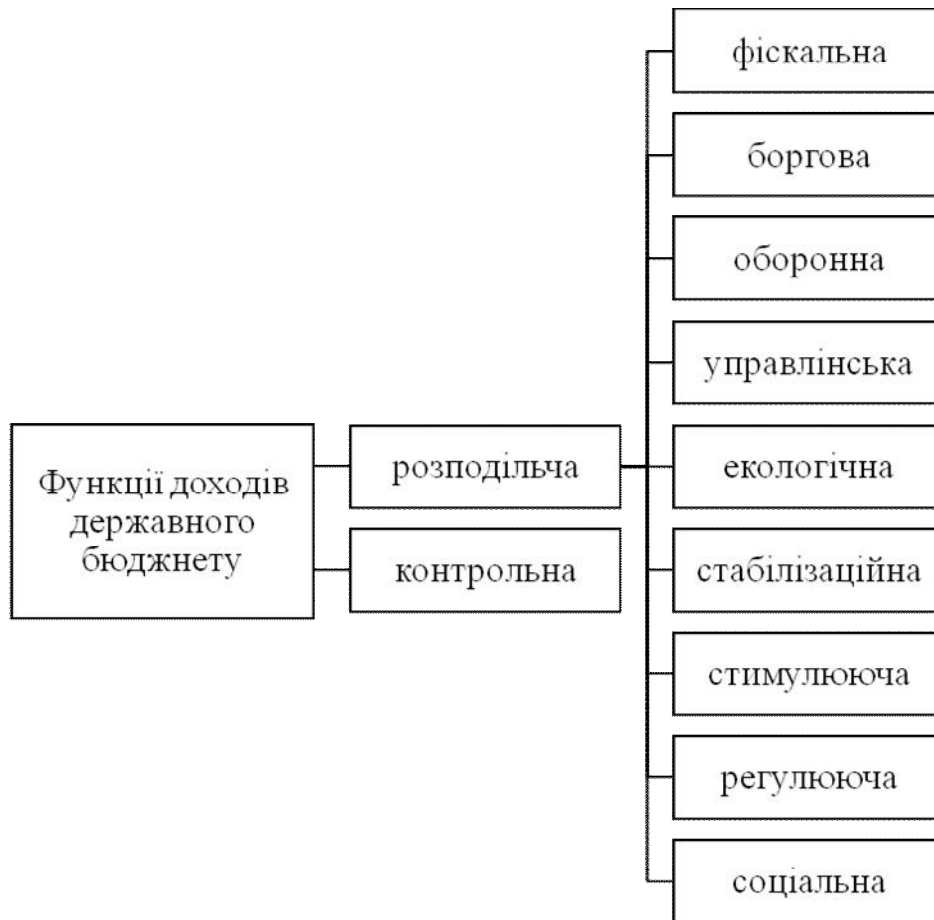 Функції доходів
державного
бюджнету
розподільча
контрольна
фіскальна
боргова
оборонна
управлінська
екологічна
стабілізаційна
стимулююча
регулююча
соціальна